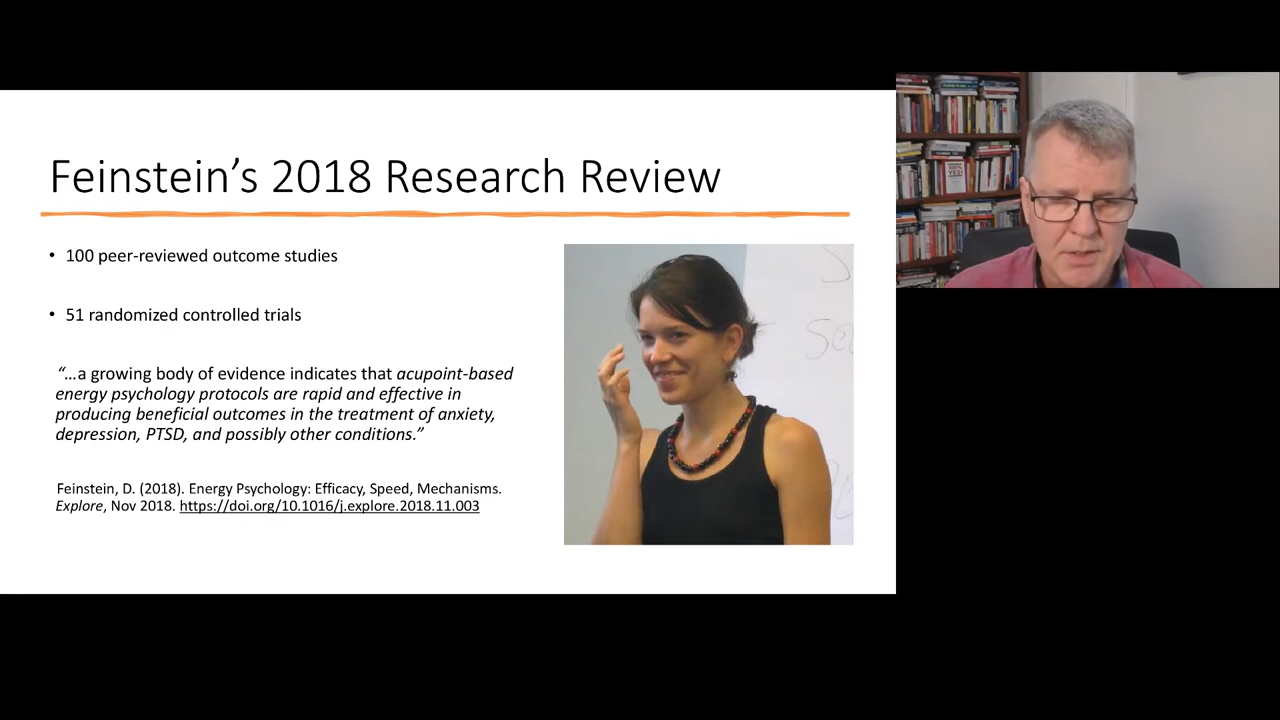 Feinstein’s 2018 Research Review
• 100 peer-reviewed outcome studies
• 51 randomized controlled trials
“…a growing body of evidence indicates that acupoint-based
energy psychology protocols are rapid and effective in
producing beneficial outcomes in the treatment of anxiety,
depression, PTSD, and possibly other conditions.”
Feinstein, D. (2018). Energy Psychology: Efficacy, Speed, Mechanisms.
Explore, Nov 2018. https://doi.org/10.1016/j.explore.2018.11.003